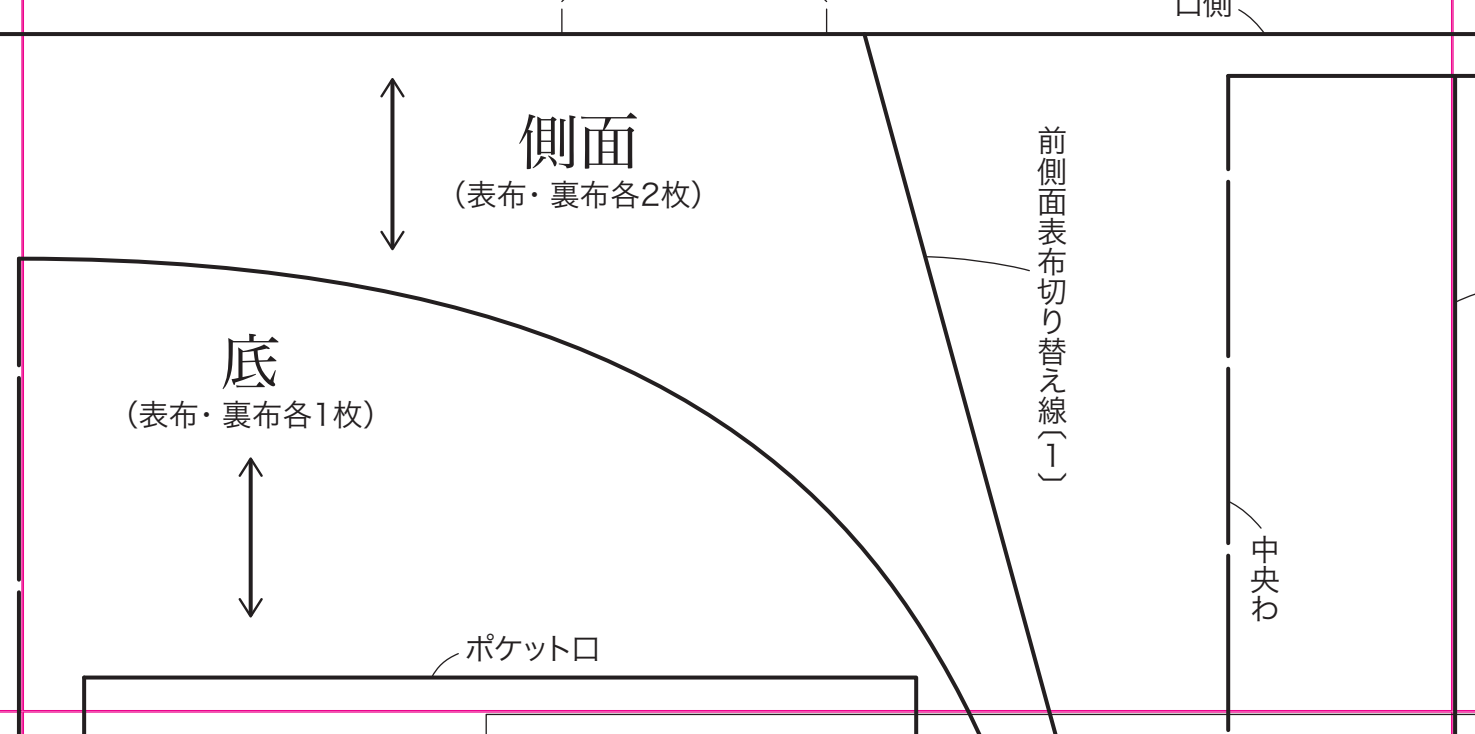 口側
側面
(表布・裏布各2枚)
前側面表布切り替え線〔1〕
底
(表布・裏布各1枚)
中央わ
ポケット口